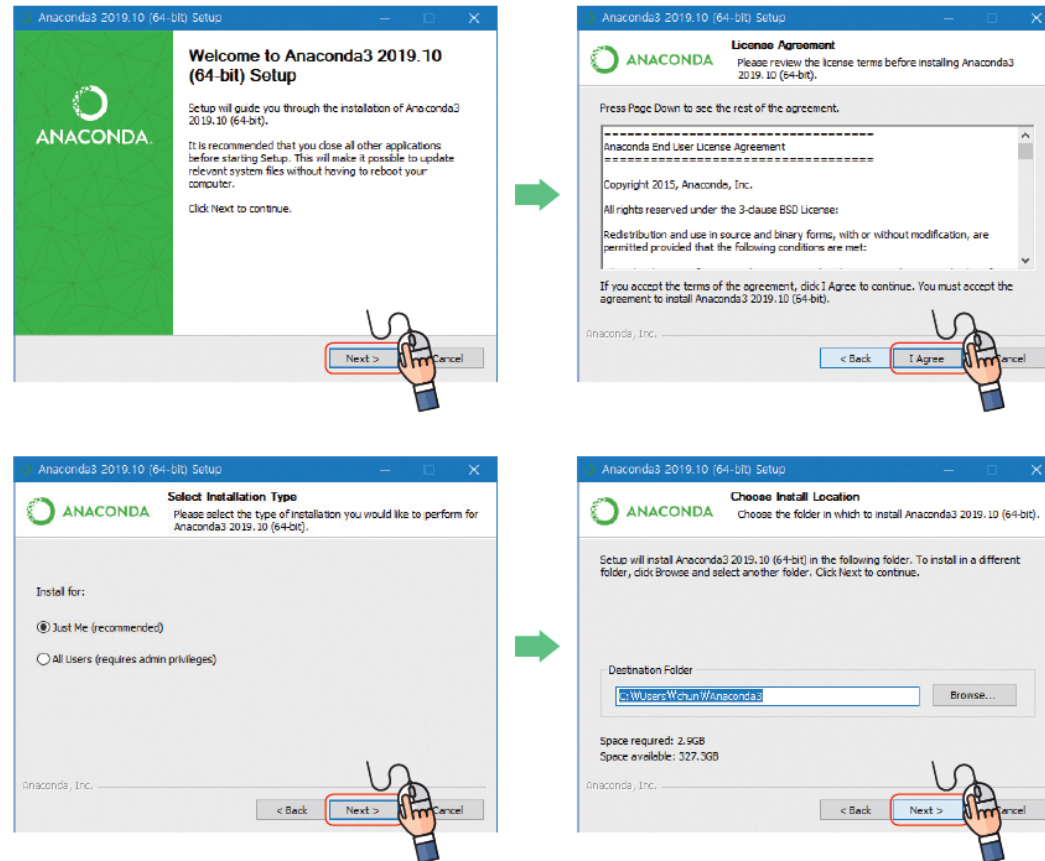 Anaconda3 2019.10 (64-bit) Setup
ANACONDA.
Welcome to Anaconda3 2019.10
(64-bit) Setup
Setup will guide you through the installation of Anaconda3
2019.10 (64-bit).
It is recommended that you close all other applications
before starting Setup. This will make it possible to update
relevant system files without having to reboot your
computer.
Click Next to continue.
Next >
Cancel
Anaconda3 2019.10 (64-bit) Setup
ANACONDA
License Agreement
Please review the license terms before installing Anaconda3
2019.10 (64-bit).
Press Page Down to see the rest of the agreement.
===================================
Anaconda End User License Agreement
===================================
Copyright 2015, Anaconda, Inc.
All rights reserved under the 3-clause BSD License:
Redistribution and use in source and binary forms, with or without modification, are
permitted provided that the following conditions are met:
If you accept the terms of the agreement, click I Agree to continue. You must accept the
agreement to install Anaconda3 2019.10 (64-bit).
Anaconda, Inc.
< Back
I Agree
Cancel
Anaconda3 2019.10 (64-bit) Setup
ANACONDA
Select Installation Type
Please select the type of installation you would like to perform for
Anaconda3 2019.10 (64-bit).
Install for:
Just Me (recommended)
All Users (requires admin privileges)
Anaconda, Inc.
< Back
Next >
Cancel
Anaconda3 2019.10 (64-bit) Setup
ANACONDA
Choose Install Location
Choose the folder in which to install Anaconda3 2019.10 (64-bit).
Setup will install Anaconda3 2019.10 (64-bit) in the following folder. To install in a different
folder, click Browse and select another folder. Click Next to continue.
Destination Folder
C:₩Users₩chun₩Anaconda3
Browse...
Space required: 2.9GB
Space available: 327.3GB
Anaconda, Inc.
< Back
Next >
Cancel